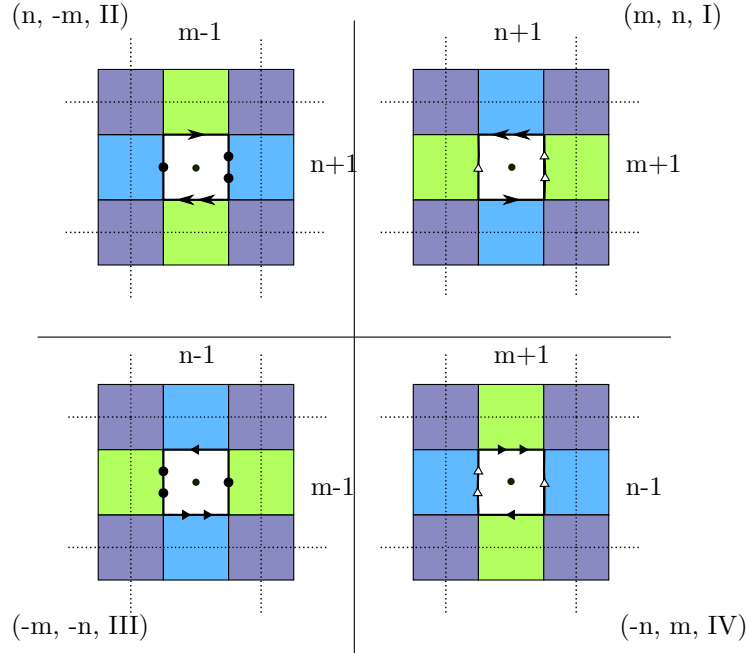 (n, -m, II)
(m, n, I)
m-1
n+1
n+1
m+1
n-1
m+1
m-1
n-1
(-m, -n, III)
(-n, m, IV)